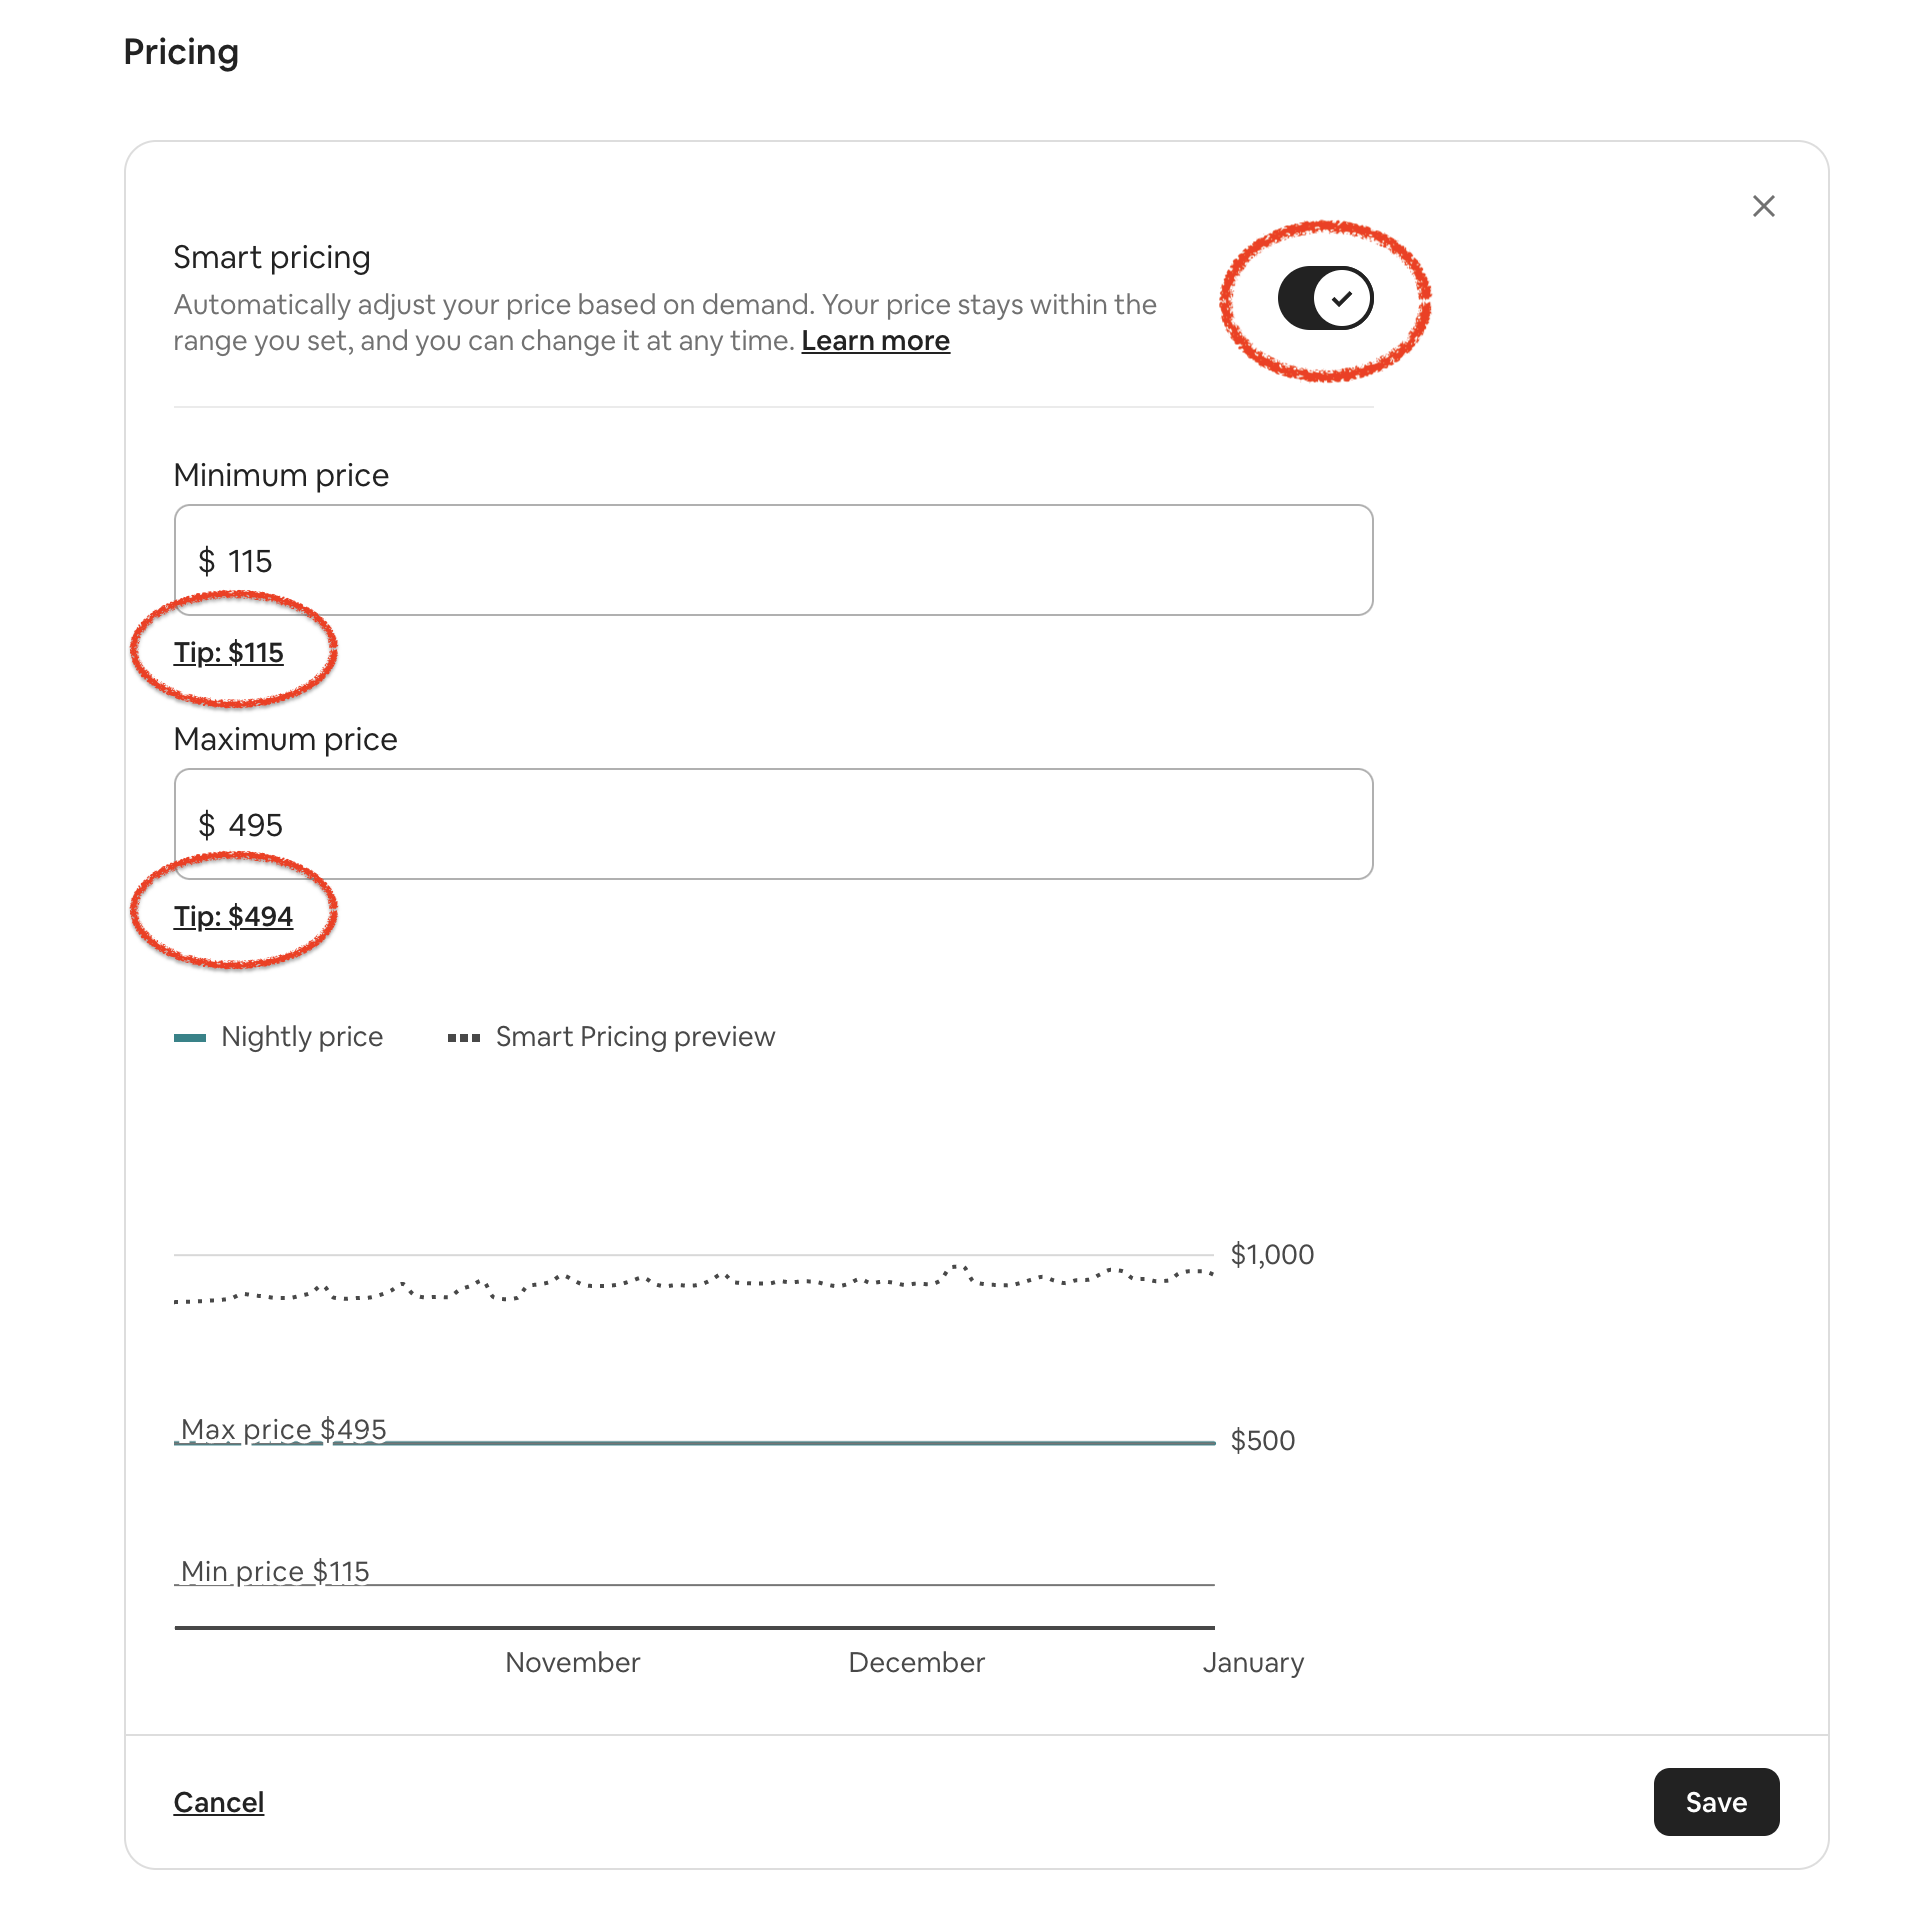 Pricing
Smart pricing
Automatically adjust your price based on demand. Your price stays within the
range you set, and you can change it at any time. Learn more
Minimum price
$ 115
Tip: $115
Maximum price
$ 495
Tip: $494
Nightly price
Smart Pricing preview
$1,000
Max price $495
$500
Min price $115
November
December
January
Cancel
Save